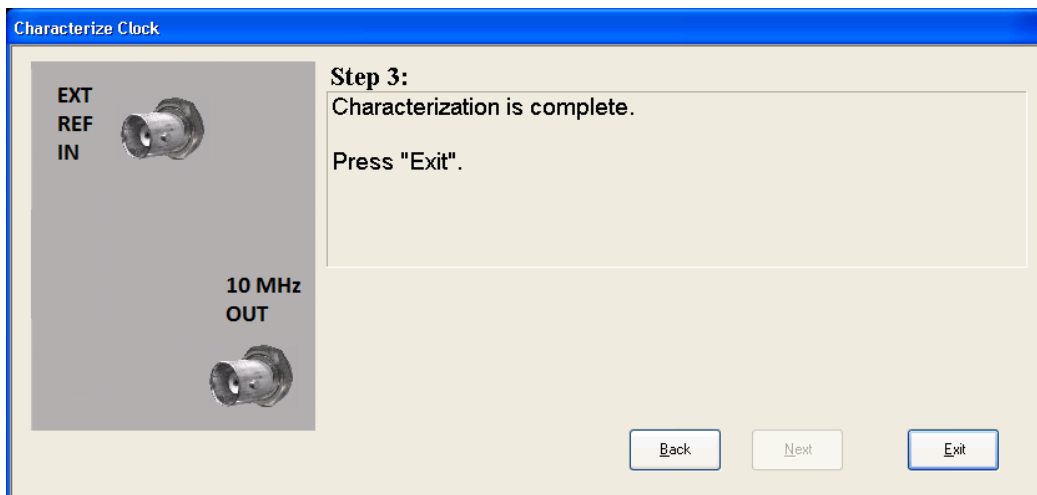 Characterize Clock
EXT
REF
IN
10 MHz
OUT
Step 3:
Characterization is complete.
Press "Exit".
Back
Next
Exit